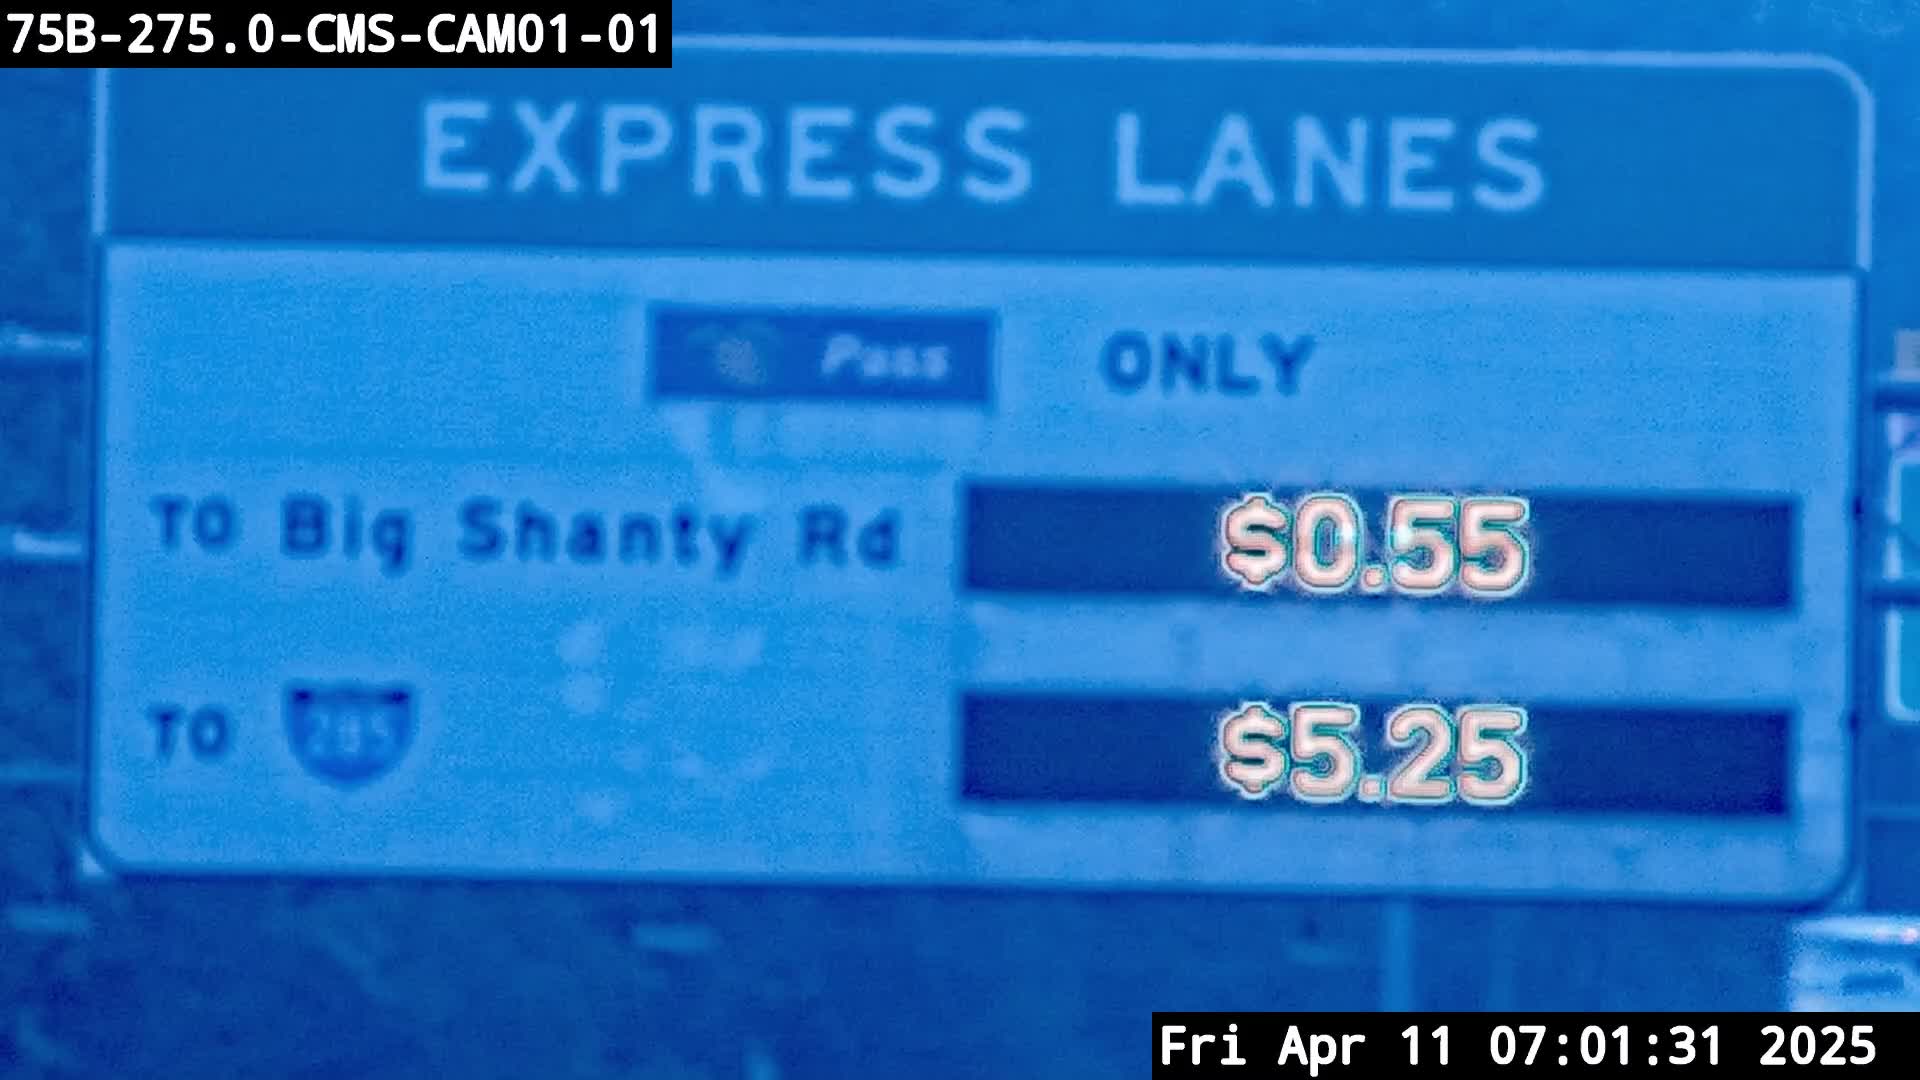 75B-275.0-CMS-CAM01-01
EXPRESS LANES
Pass ONLY
TO Big Shanty Rd $0.55
TO 285 $5.25
Fri Apr 11 07:01:31 2025